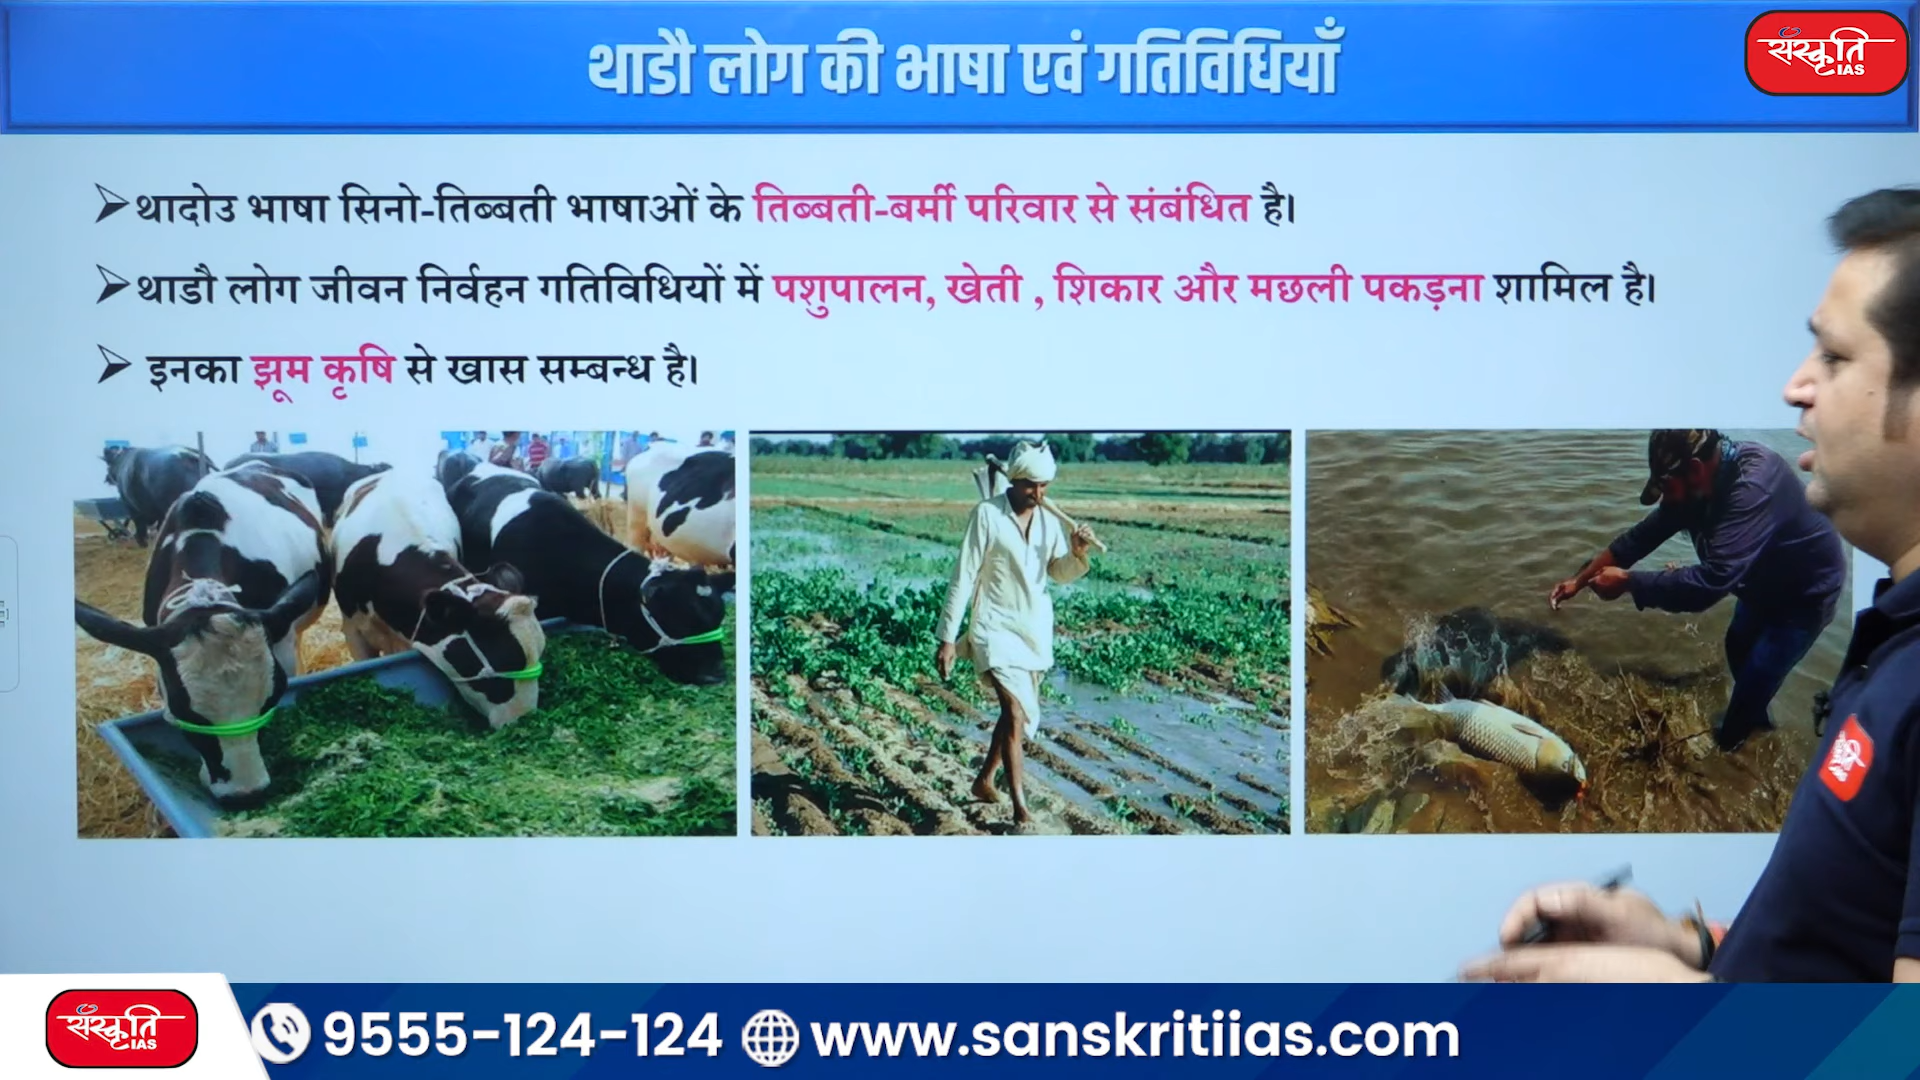 थाडौ लोग की भाषा एवं गतिविधियाँ
संस्कृति
IAS
➢थादोउ भाषा सिनो-तिब्बती भाषाओं के तिब्बती-बर्मी परिवार से संबंधित है।
➢थाडौ लोग जीवन निर्वहन गतिविधियों में पशुपालन, खेती , शिकार और मछली पकड़ना शामिल है।
➢ इनका झूम कृषि से खास सम्बन्ध है।
संस्कृति
IAS
9555-124-124 www.sanskritiias.com